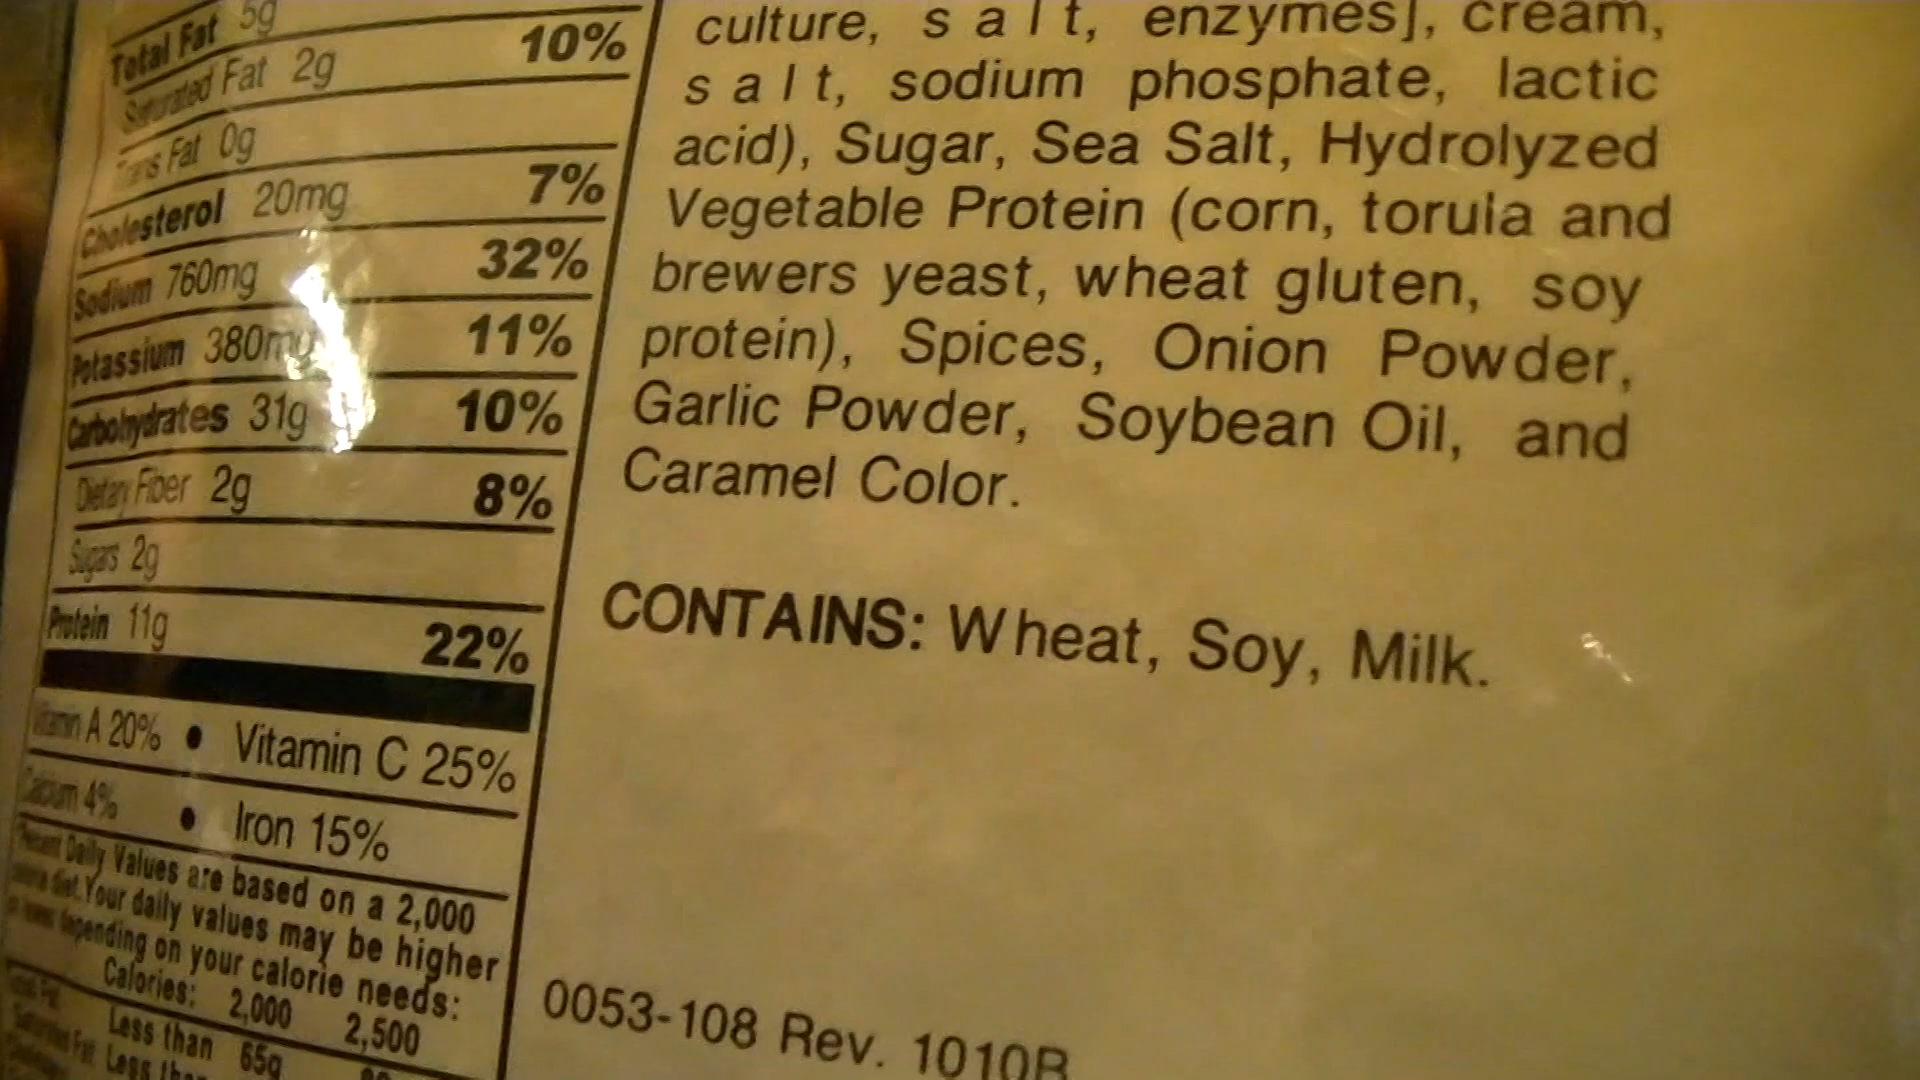 Total Fat 5g
Saturated Fat 2g 10%
Trans Fat 0g
Cholesterol 20mg 7%
Sodium 760mg 32%
Potassium 380mg 11%
Carbohydrates 31g 10%
Dietary Fiber 2g 8%
Sugars 2g
Protein 11g 22%
Vitamin A 20% • Vitamin C 25%
Calcium 4% • Iron 15%
Percent Daily Values are based on a 2,000
calorie diet. Your daily values may be higher
or lower depending on your calorie needs:
Calories: 2,000 2,500
Less than 65g
Less than
culture, salt, enzymes], cream,
salt, sodium phosphate, lactic
acid), Sugar, Sea Salt, Hydrolyzed
Vegetable Protein (corn, torula and
brewers yeast, wheat gluten, soy
protein), Spices, Onion Powder,
Garlic Powder, Soybean Oil, and
Caramel Color.
CONTAINS: Wheat, Soy, Milk.
0053-108 Rev. 1010B